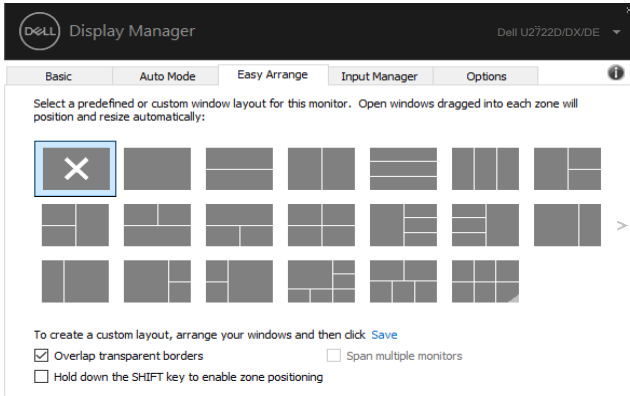 DELL Display Manager
Dell U2722D/DX/DE
Basic Auto Mode Easy Arrange Input Manager Options
Select a predefined or custom window layout for this monitor. Open windows dragged into each zone will
position and resize automatically:
To create a custom layout, arrange your windows and then click Save
Overlap transparent borders
Span multiple monitors
Hold down the SHIFT key to enable zone positioning